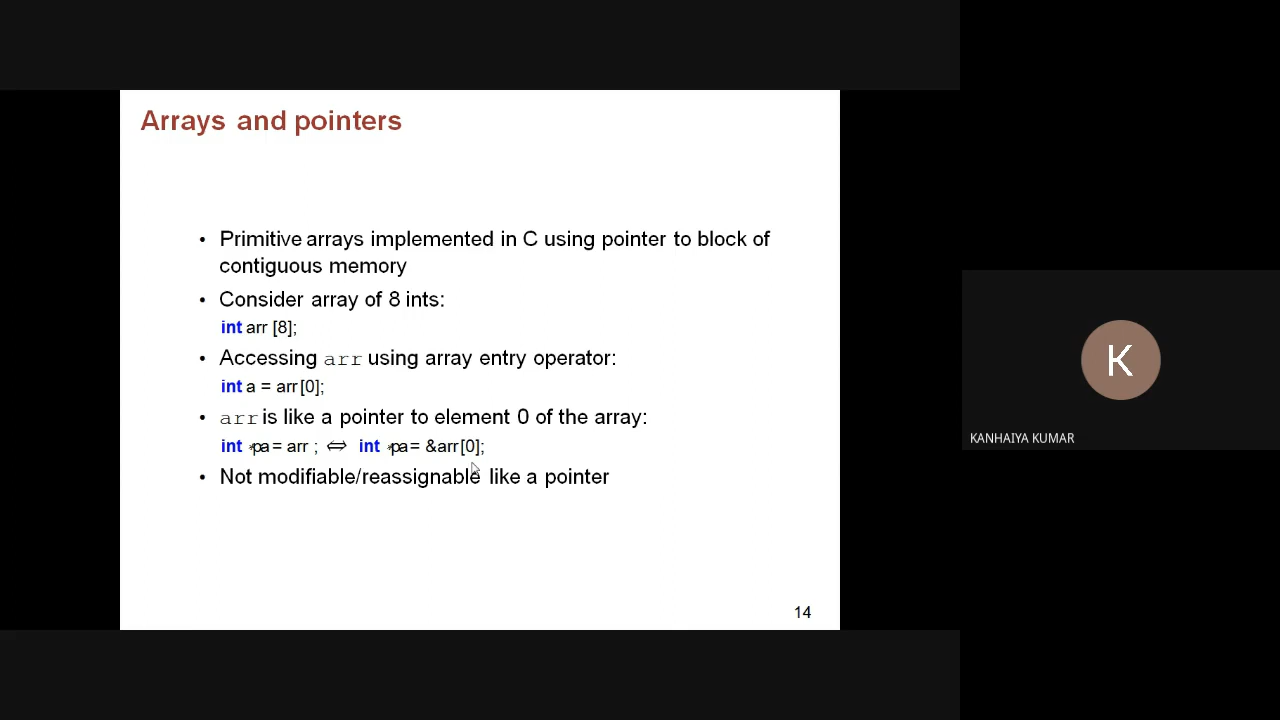 Arrays and pointers
• Primitive arrays implemented in C using pointer to block of
contiguous memory
• Consider array of 8 ints:
int arr [8];
• Accessing arr using array entry operator:
int a = arr[0];
• arr is like a pointer to element 0 of the array:
int *pa = arr ; ⇔ int *pa = &arr[0];
• Not modifiable/reassignable like a pointer
14
K
KANHAIYA KUMAR